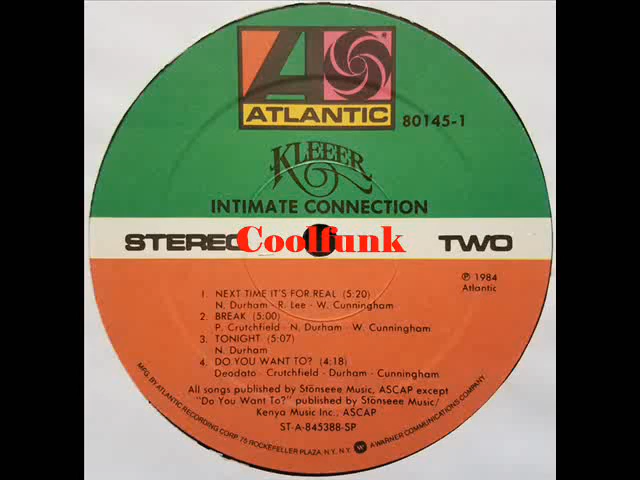 ATLANTIC
80145-1
KLEEER
INTIMATE CONNECTION
STEREO Coolfunk TWO
℗ 1984
Atlantic
1. NEXT TIME IT'S FOR REAL (5:20)
N. Durham - R. Lee - W. Cunningham
2. BREAK (5:00)
P. Crutchfield - N. Durham - W. Cunningham
3. TONIGHT (5:07)
N. Durham
4. DO YOU WANT TO? (4:18)
Deodato - Crutchfield - Durham - Cunningham
All songs published by Stönseee Music, ASCAP except
"Do You Want To?" published by Stönseee Music/
Kenya Music Inc., ASCAP
ST-A-845388-SP
MFG. BY ATLANTIC RECORDING CORP. 75 ROCKEFELLER PLAZA, N.Y. N.Y. A WARNER COMMUNICATIONS COMPANY.